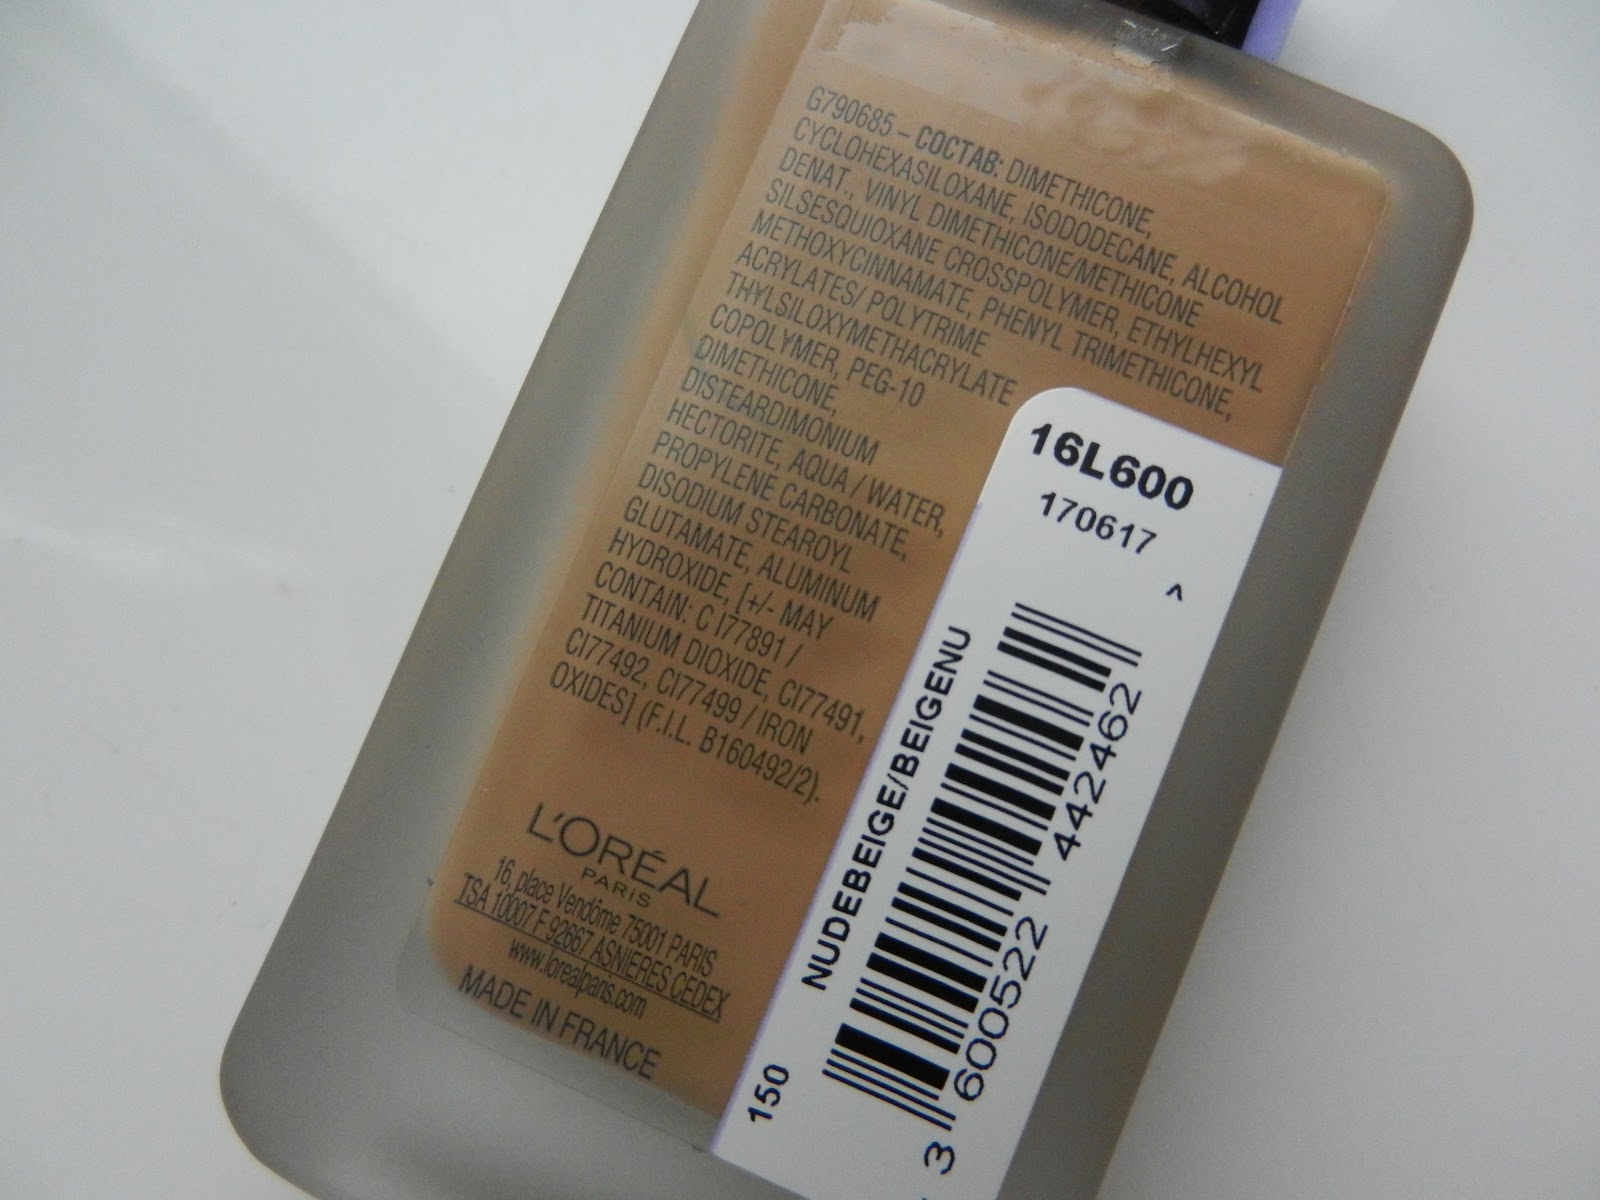 G790685 – СОСТАВ: DIMETHICONE,
CYCLOHEXASILOXANE, ISODODECANE, ALCOHOL
DENAT., VINYL DIMETHICONE/METHICONE
SILSESQUIOXANE CROSSPOLYMER, ETHYLHEXYL
METHOXYCINNAMATE, PHENYL TRIMETHICONE,
ACRYLATES/ POLYTRIME
THYLSILOXYMETHACRYLATE
COPOLYMER, PEG-10
DIMETHICONE,
DISTEARDIMONIUM
HECTORITE, AQUA / WATER,
PROPYLENE CARBONATE,
DISODIUM STEAROYL
GLUTAMATE, ALUMINUM
HYDROXIDE, [+/- MAY
CONTAIN: C I77891 /
TITANIUM DIOXIDE, CI77491,
CI77492, CI77499 / IRON
OXIDES] (F.I.L. B160492/2).
L'ORÉAL
PARIS
16, place Vendôme 75001 PARIS
TSA 10007 F 92667 ASNIERES CEDEX
www.lorealparis.com
MADE IN FRANCE
16L600
170617
^
NUDEBEIGE/BEIGENU
150
3 600522 442462